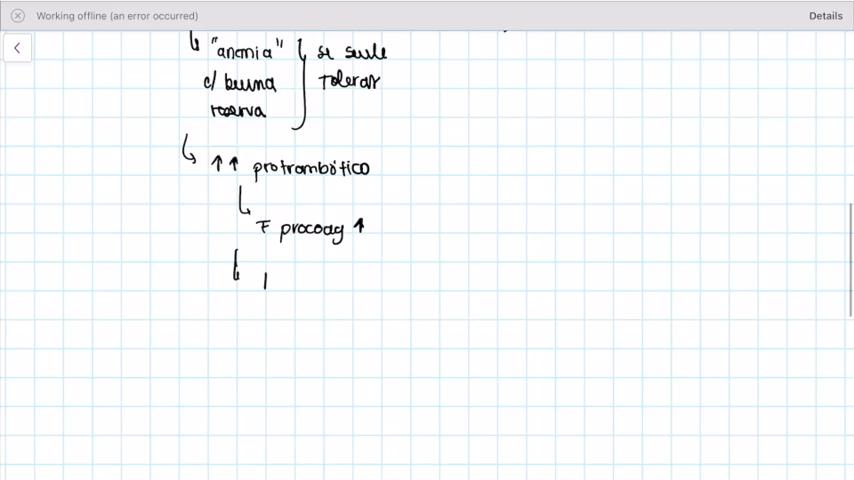 Working offline (an error occurred)
Details
"anemia" se suele
c/ buena tolerar
reserva
↑↑ protrombótico
F procoag ↑